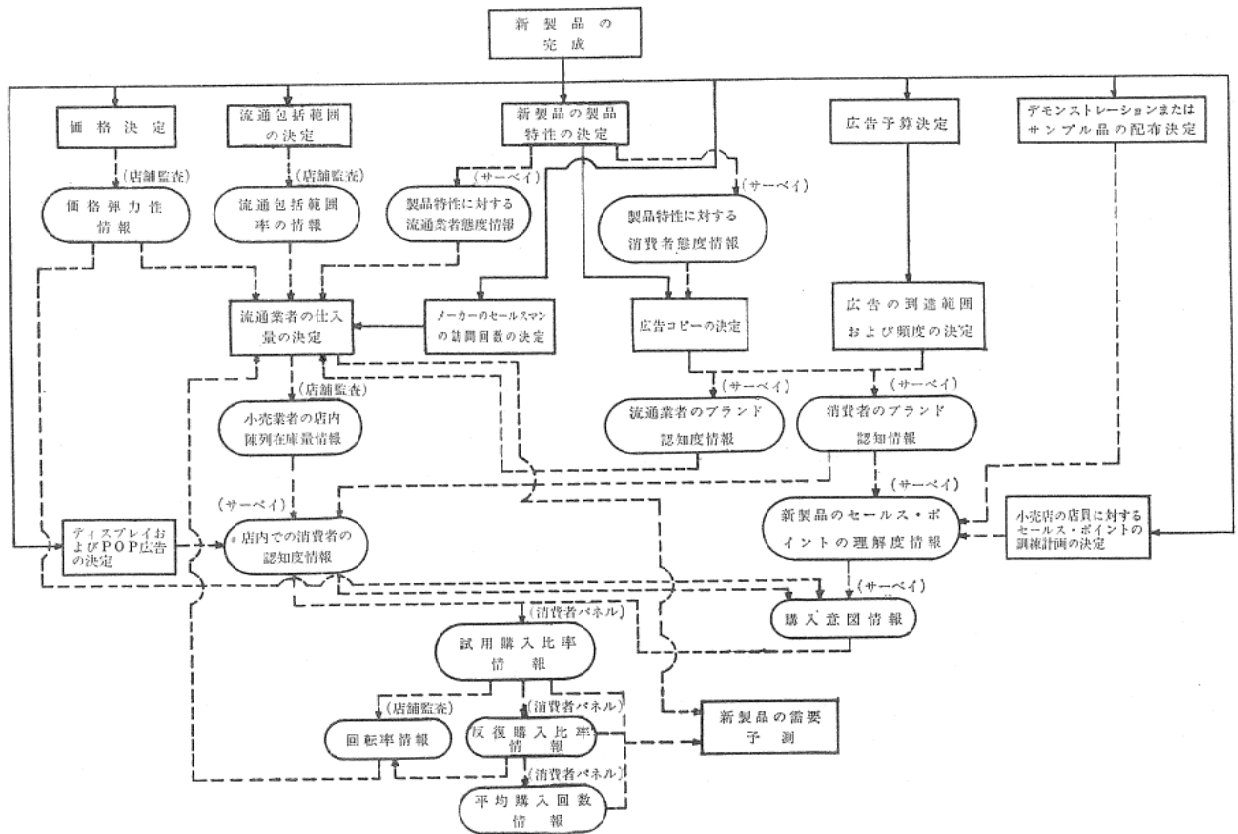 新製品の
完成
価格決定
流通包括範囲
の決定
新製品の製品
特性の決定
広告予算決定
デモンストレーションまたは
サンプル品の配布決定
(店舗監査)
(店舗監査)
(サーベイ)
(サーベイ)
価格弾力性
情報
流通包括範囲
率の情報
製品特性に対する
流通業者態度情報
製品特性に対する
消費者態度情報
流通業者の仕入
量の決定
メーカーのセールスマン
の訪問回数の決定
広告コピーの決定
広告の到達範囲
および頻度の決定
(店舗監査)
(サーベイ)
(サーベイ)
小売業者の店内
陳列在庫量情報
流通業者のブランド
認知度情報
消費者のブランド
認知情報
(サーベイ)
(サーベイ)
ディスプレイお
よびPOP広告
の決定
店内での消費者の
認知度情報
新製品のセールス・ポ
イントの理解度情報
小売店の店員に対する
セールス・ポイントの
訓練計画の決定
(サーベイ)
購入意図情報
(消費者パネル)
試用購入比率
情報
(店舗監査)
(消費者パネル)
回転率情報
反復購入比率
情報
新製品の需要
予測
(消費者パネル)
平均購入回数
情報